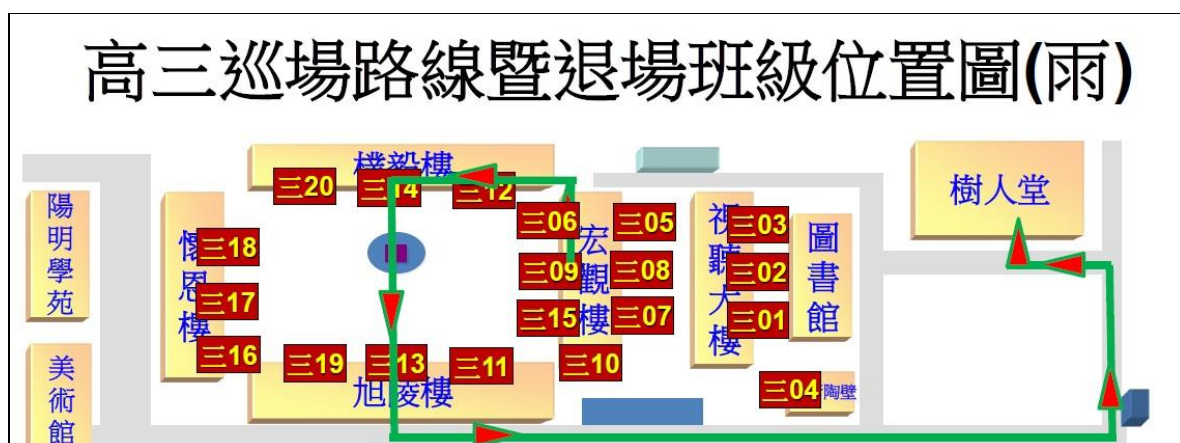 高三巡場路線暨退場班級位置圖(雨)
樸毅樓
三20
三14
三12
樹人堂
陽明學苑
懷恩樓
三18
三17
三16
三06
三09
三15
宏觀樓
三05
三08
三07
三10
視聽大樓
三03
三02
三01
圖書館
三19
三13
三11
旭陵樓
三04
陶壁
美術館